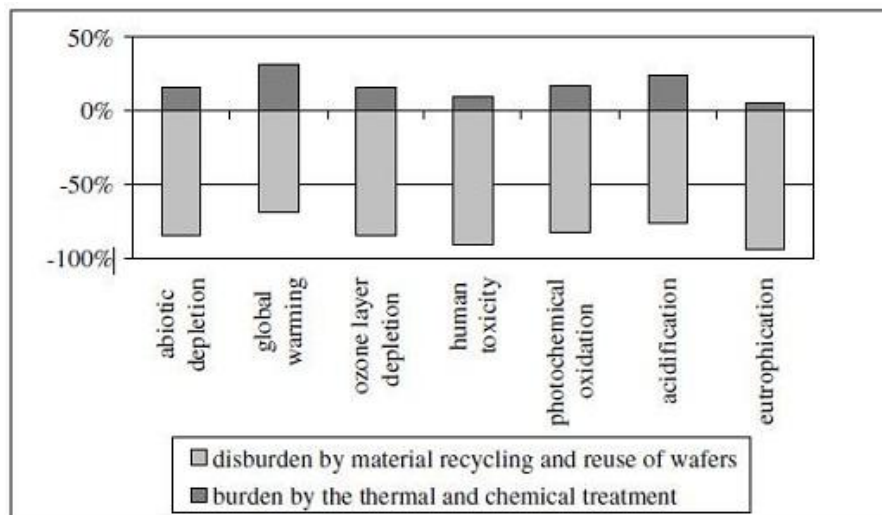 50%
0%
-50%
-100%
abiotic
depletion
global
warming
ozone layer
depletion
human
toxicity
photochemical
oxidation
acidification
eutrophication
disburden by material recycling and reuse of wafers
burden by the thermal and chemical treatment